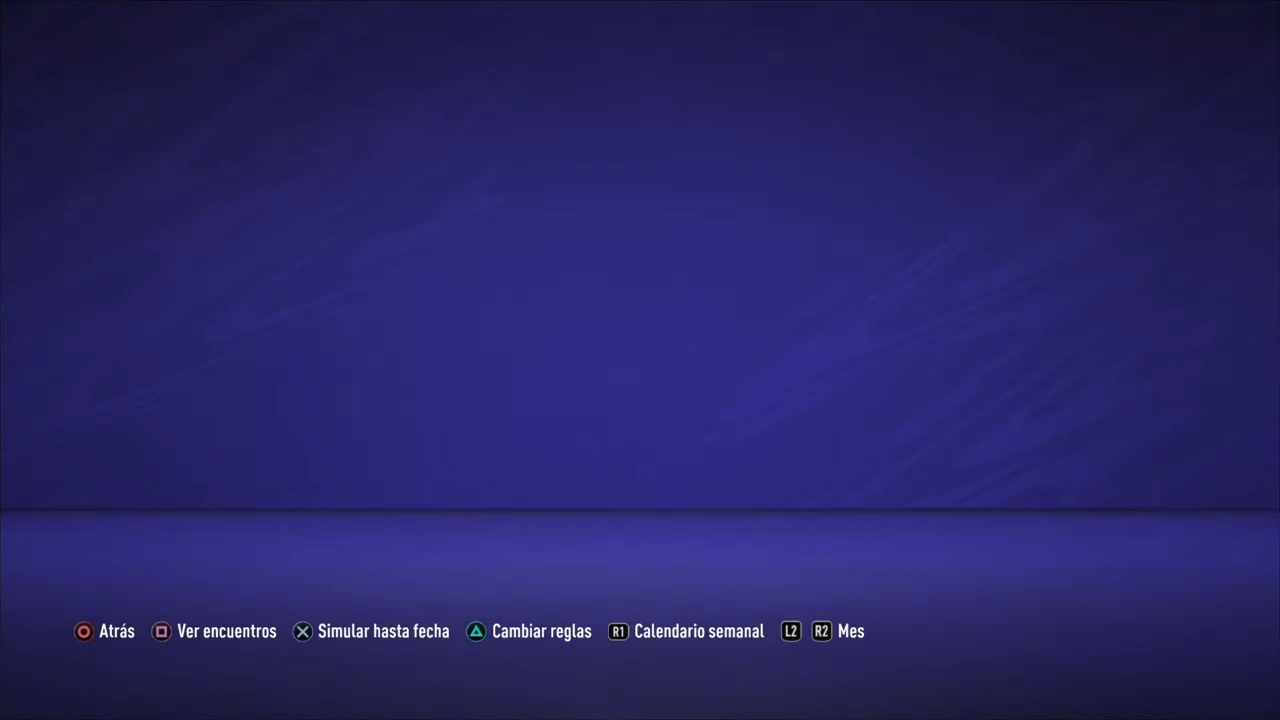 Atrás Ver encuentros Simular hasta fecha Cambiar reglas R1 Calendario semanal L2 R2 Mes